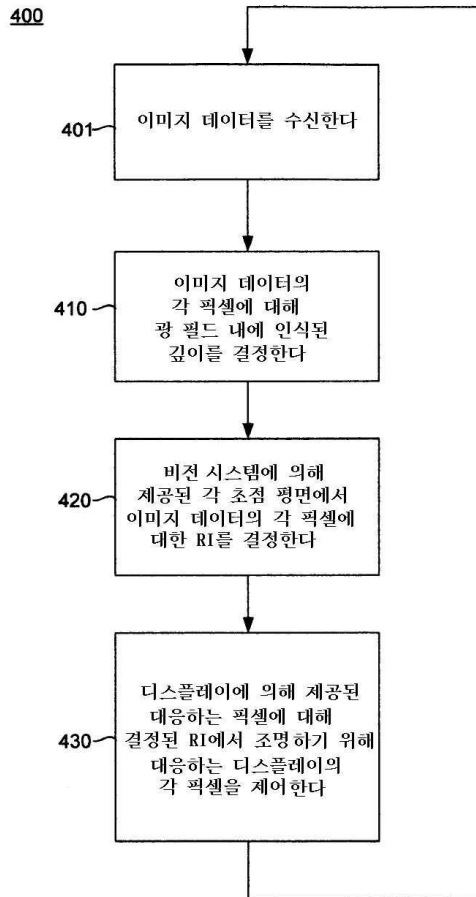 400
401
이미지 데이터를 수신한다
410
이미지 데이터의
각 픽셀에 대해
광 필드 내에 인식된
깊이를 결정한다
420
비전 시스템에 의해
제공된 각 초점 평면에서
이미지 데이터의 각 픽셀에
대한 RI를 결정한다
430
디스플레이에 의해 제공된
대응하는 픽셀에 대해
결정된 RI에서 조명하기 위해
대응하는 디스플레이의
각 픽셀을 제어한다